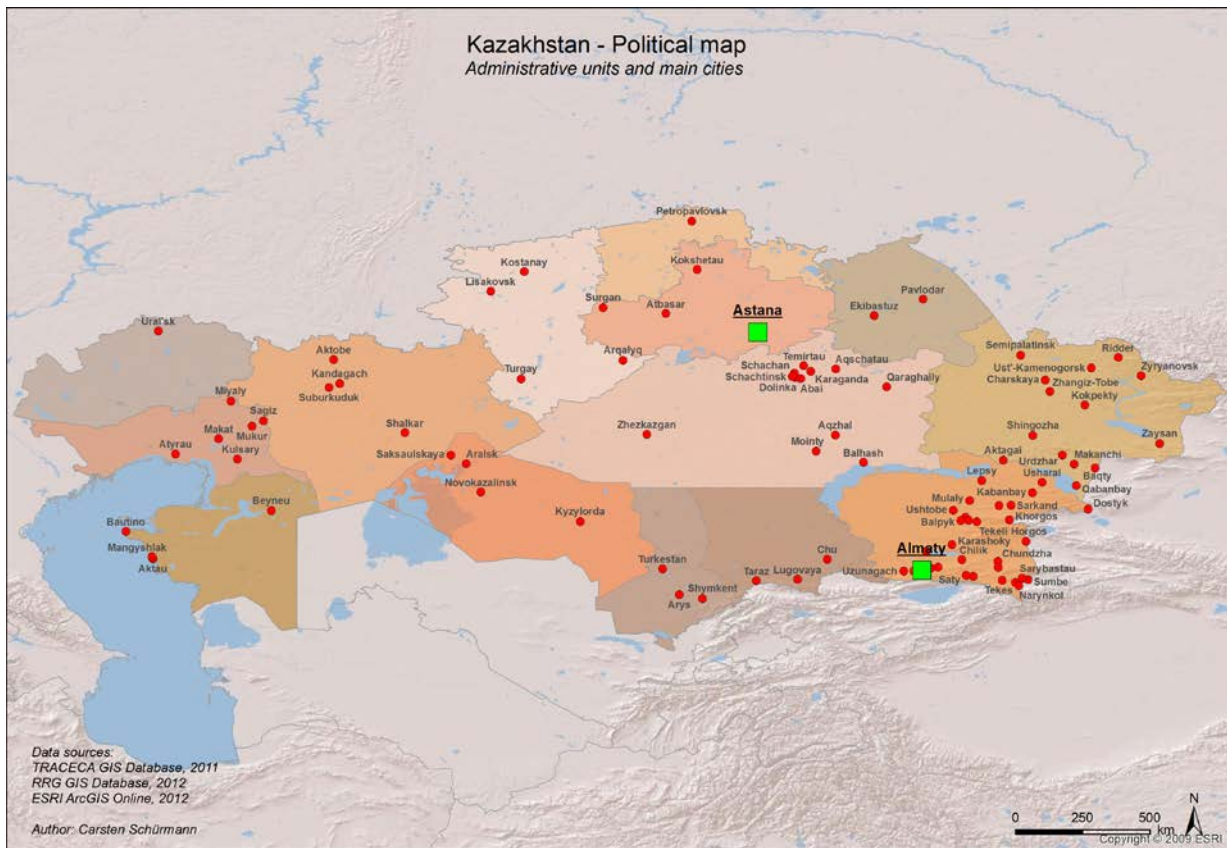 Kazakhstan - Political map
Administrative units and main cities
Petropavlovsk
Kostanay
Kokshetau
Lisakovsk
Surgan
Atbasar
Astana
Pavlodar
Ekibastuz
Ural'sk
Aktobe
Kandagach
Suburkuduk
Arqalyq
Turgay
Schachan
Temirtau
Aqschatau
Schachtinsk
Karaganda
Dolinka
Abai
Qaraghaily
Semipalatinsk
Ridder
Ust'-Kamenogorsk
Zyryanovsk
Charskaya
Zhangiz-Tobe
Kokpekty
Miyaly
Sagiz
Makat
Mukur
Shalkar
Zhezkazgan
Aqzhal
Shingozha
Zaysan
Atyrau
Kulsary
Saksaulskaya
Aralsk
Mointy
Balhash
Aktagai
Urdzhar
Makanchi
Lepsy
Usharal
Baqty
Novokazalinsk
Kabanbay
Qabanbay
Beyneu
Mulaly
Sarkand
Dostyk
Kyzylorda
Ushtobe
Khorgos
Bautino
Balpyk
Tekeli
Horgos
Mangyshlak
Almaty
Karashoky
Chu
Chilik
Chundzha
Aktau
Turkestan
Taraz
Lugovaya
Uzunagach
Sarybastau
Shymkent
Saty
Sumbe
Arys
Tekes
Narynkol
Data sources:
TRACECA GIS Database, 2011
RRG GIS Database, 2012
ESRI ArcGIS Online, 2012
Author: Carsten Schürmann
N
0 250 500
km
Copyright © 2009 ESRI